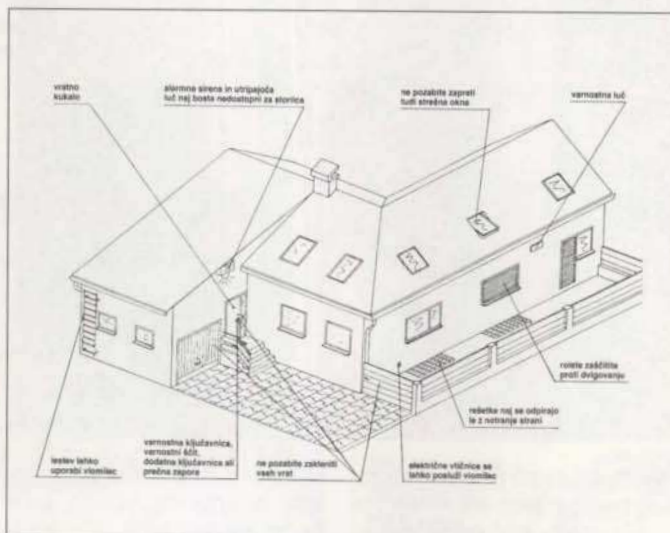 vratno
kukalo
alarmna sirena in utripajoča
luč naj bosta nedostopni za storilca
ne pozabite zapreti
tudi strešna okna
varnostna luč
rolete zaščitite
proti dvigovanju
rešetke naj se odpirajo
le z notranje strani
lestev lahko
uporabi vlomilec
varnostna ključavnica,
varnostni ščit,
dodatna ključavnica ali
prečna zapora
ne pozabite zakleniti
vseh vrat
električne vtičnice se
lahko posluži vlomilec